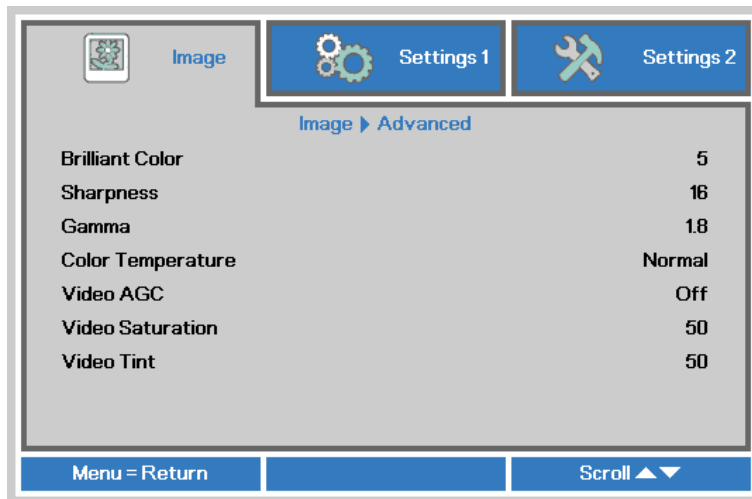 Image Settings 1 Settings 2
Image ▶ Advanced
Brilliant Color 5
Sharpness 16
Gamma 1.8
Color Temperature Normal
Video AGC Off
Video Saturation 50
Video Tint 50
Menu = Return Scroll ▲▼